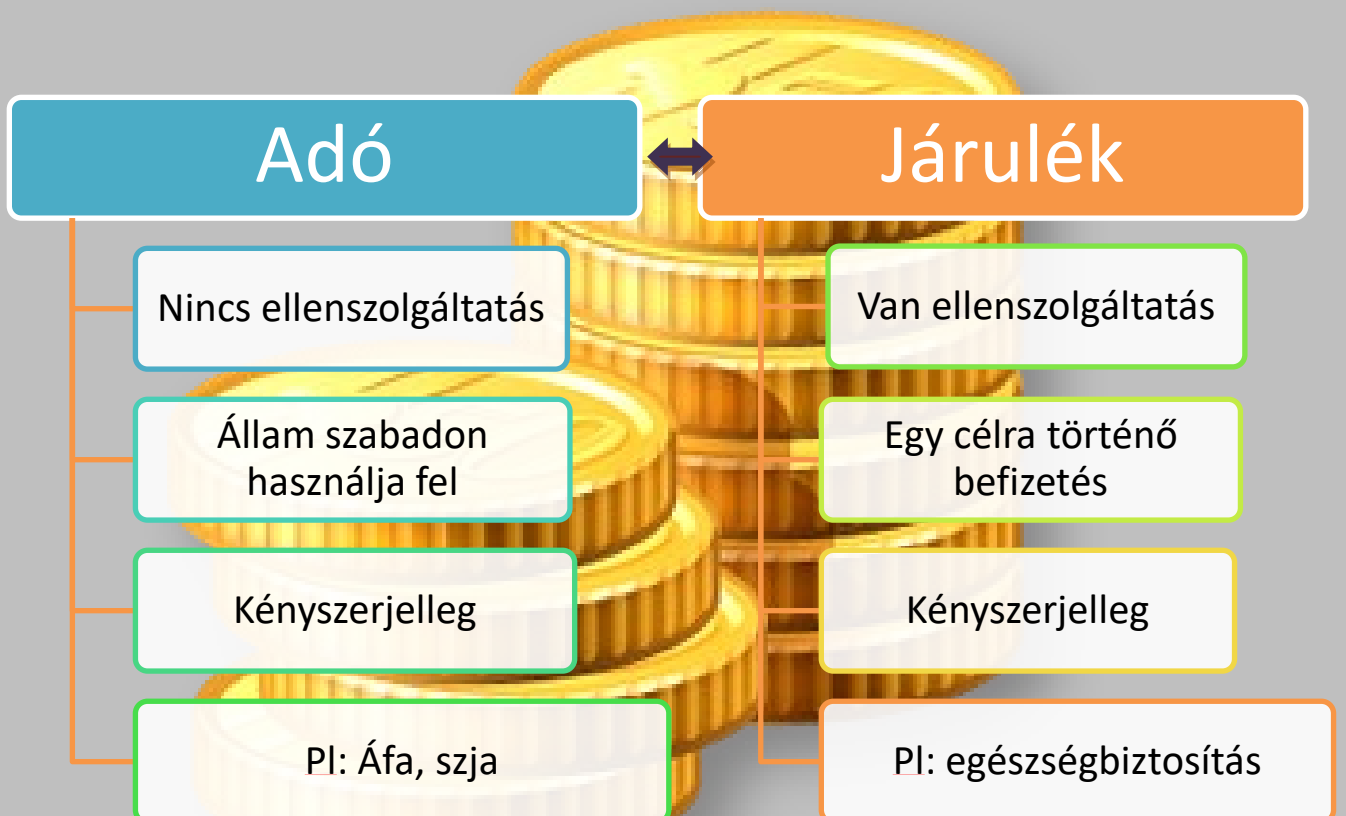 Adó
Járulék
Nincs ellenszolgáltatás
Van ellenszolgáltatás
Állam szabadon
használja fel
Egy célra történő
befizetés
Kényszerjelleg
Kényszerjelleg
Pl: Áfa, szja
Pl: egészségbiztosítás